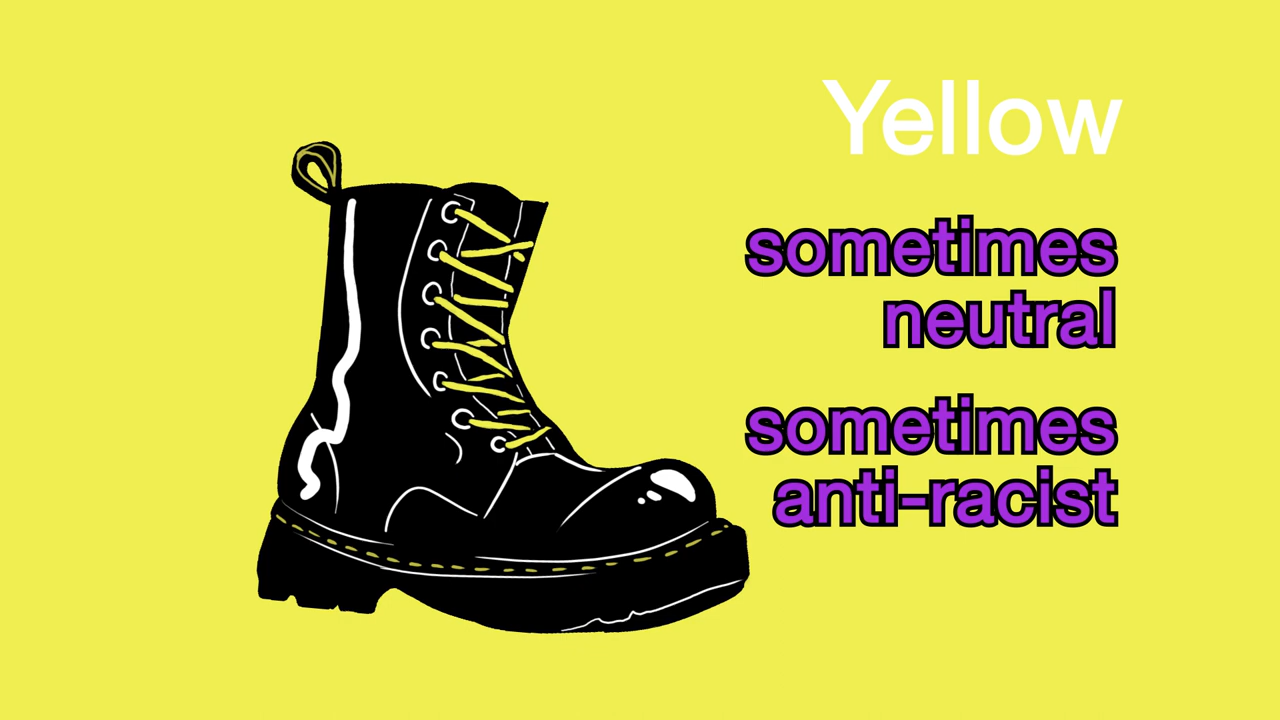 Yellow
sometimes
neutral
sometimes
anti-racist